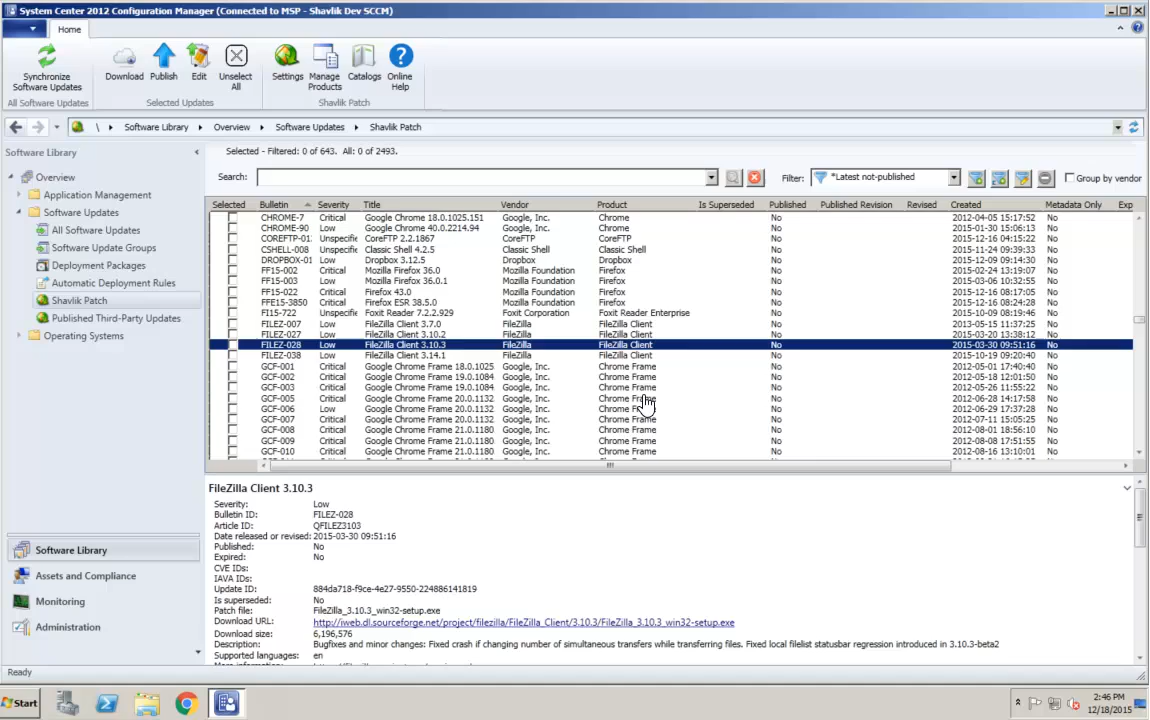 System Center 2012 Configuration Manager (Connected to MSP - Shavlik Dev SCCM)
Home
Synchronize Software Updates
Download
Publish
Edit
Unselect All
Settings
Manage Products
Catalogs
Online Help
All Software Updates
Selected Updates
Shavlik Patch
\ Software Library Overview Software Updates Shavlik Patch
Software Library
Overview
Application Management
Software Updates
All Software Updates
Software Update Groups
Deployment Packages
Automatic Deployment Rules
Shavlik Patch
Published Third-Party Updates
Operating Systems
Software Library
Assets and Compliance
Monitoring
Administration
Selected - Filtered: 0 of 643. All: 0 of 2493.
Search:
Filter: *Latest not-published
Group by vendor
Selected Bulletin Severity Title Vendor Product Is Superseded Published Published Revision Revised Created Metadata Only Exp
CHROME-7 Critical Google Chrome 18.0.1025.151 Google, Inc. Chrome No 2012-04-05 15:17:52 No
CHROME-90 Low Google Chrome 40.0.2214.94 Google, Inc. Chrome No 2015-01-30 15:06:13 No
COREFTP-01 Unspecifie CoreFTP 2.2.1867 CoreFTP CoreFTP No 2015-12-16 04:15:22 No
CSHELL-008 Unspecifie Classic Shell 4.2.5 Classic Shell Classic Shell No 2015-11-24 09:39:33 No
DROPBOX-01 Low Dropbox 3.12.5 Dropbox Dropbox No 2015-12-09 09:14:30 No
FF15-002 Critical Mozilla Firefox 36.0 Mozilla Foundation Firefox No 2015-02-24 13:19:07 No
FF15-003 Low Mozilla Firefox 36.0.1 Mozilla Foundation Firefox No 2015-03-06 10:32:55 No
FF15-022 Critical Firefox 43.0 Mozilla Foundation Firefox No 2015-12-16 08:17:05 No
FFE15-3850 Critical Firefox ESR 38.5.0 Mozilla Foundation Firefox No 2015-12-16 08:24:28 No
FI15-722 Unspecifie Foxit Reader 7.2.2.929 Foxit Corporation Foxit Reader Enterprise No 2015-10-09 08:19:46 No
FILEZ-007 Low FileZilla Client 3.7.0 FileZilla FileZilla Client No 2013-05-15 11:37:25 No
FILEZ-027 Low FileZilla Client 3.10.2 FileZilla FileZilla Client No 2015-03-20 13:38:12 No
FILEZ-028 Low FileZilla Client 3.10.3 FileZilla FileZilla Client No 2015-03-30 09:51:16 No
FILEZ-038 Low FileZilla Client 3.14.1 FileZilla FileZilla Client No 2015-10-19 09:20:40 No
GCF-001 Critical Google Chrome Frame 18.0.1025 Google, Inc. Chrome Frame No 2012-05-01 17:40:40 No
GCF-002 Critical Google Chrome Frame 19.0.1084 Google, Inc. Chrome Frame No 2012-05-18 12:01:50 No
GCF-003 Critical Google Chrome Frame 19.0.1084 Google, Inc. Chrome Frame No 2012-05-26 11:55:22 No
GCF-005 Critical Google Chrome Frame 20.0.1132 Google, Inc. Chrome Frame No 2012-06-28 14:17:58 No
GCF-006 Low Google Chrome Frame 20.0.1132 Google, Inc. Chrome Frame No 2012-06-29 17:37:28 No
GCF-007 Critical Google Chrome Frame 20.0.1132 Google, Inc. Chrome Frame No 2012-07-11 15:05:25 No
GCF-008 Critical Google Chrome Frame 21.0.1180 Google, Inc. Chrome Frame No 2012-08-01 18:56:10 No
GCF-009 Critical Google Chrome Frame 21.0.1180 Google, Inc. Chrome Frame No 2012-08-08 17:51:55 No
GCF-010 Critical Google Chrome Frame 21.0.1180 Google, Inc. Chrome Frame No 2012-08-16 13:10:01 No
FileZilla Client 3.10.3
Severity: Low
Bulletin ID: FILEZ-028
Article ID: QFILEZ3103
Date released or revised: 2015-03-30 09:51:16
Published: No
Expired: No
CVE IDs:
IAVA IDs:
Update ID: 884da718-f9ce-4e27-9550-224886141819
Is superseded: No
Patch file: FileZilla_3.10.3_win32-setup.exe
Download URL: http://web.dl.sourceforge.net/project/filezilla/FileZilla_Client/3.10.3/FileZilla_3.10.3_win32-setup.exe
Download size: 6,196,576
Description: Bugfixes and minor changes: Fixed crash if changing number of simultaneous transfers while transferring files. Fixed local filelist statusbar regression introduced in 3.10.3-beta2
Supported languages: en
Ready
Start
2:46 PM
12/18/2015